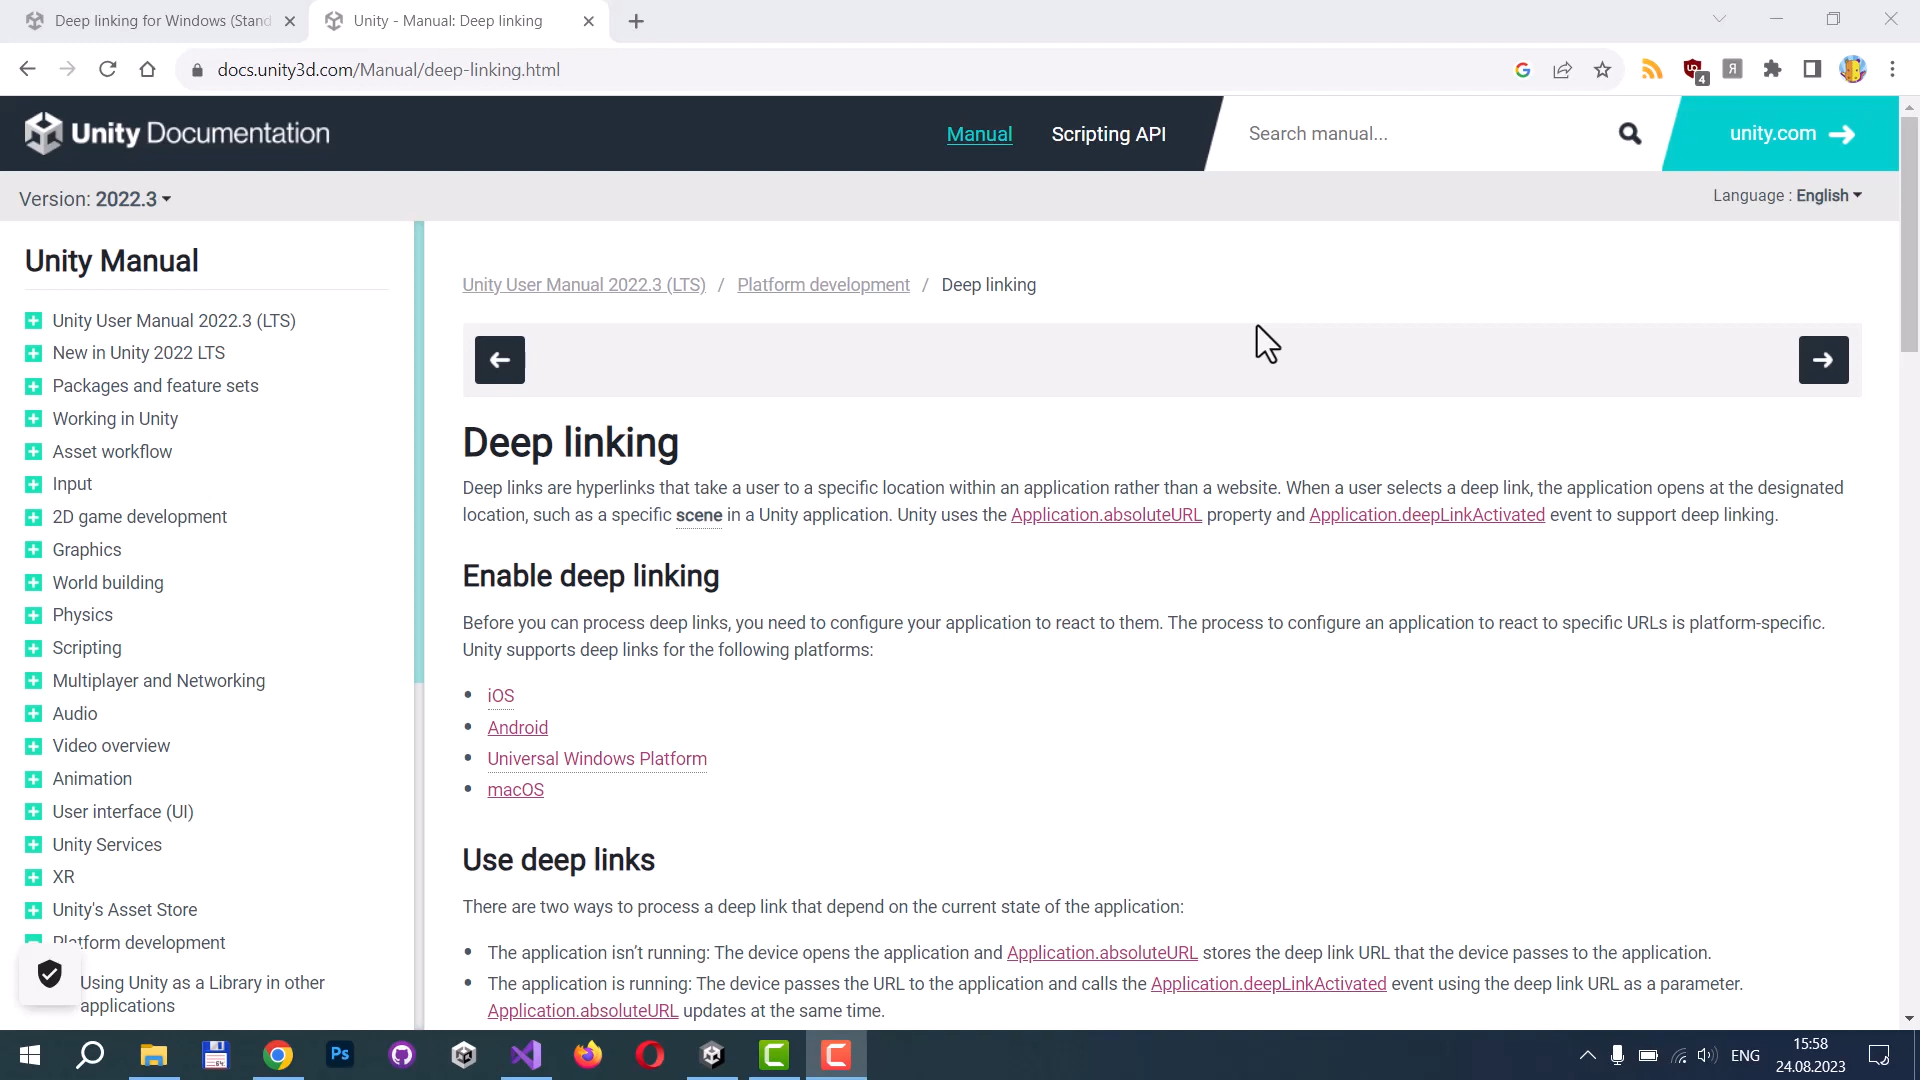 Deep linking for Windows (Stand
Unity - Manual: Deep linking
docs.unity3d.com/Manual/deep-linking.html
4
Unity Documentation
Manual
Scripting API
Search manual...
unity.com
Version: 2022.3
Language : English
Unity Manual
Unity User Manual 2022.3 (LTS)
New in Unity 2022 LTS
Packages and feature sets
Working in Unity
Asset workflow
Input
2D game development
Graphics
World building
Physics
Scripting
Multiplayer and Networking
Audio
Video overview
Animation
User interface (UI)
Unity Services
XR
Unity's Asset Store
Platform development
Using Unity as a Library in other
applications
Unity User Manual 2022.3 (LTS) / Platform development / Deep linking
Deep linking
Deep links are hyperlinks that take a user to a specific location within an application rather than a website. When a user selects a deep link, the application opens at the designated
location, such as a specific scene in a Unity application. Unity uses the Application.absoluteURL property and Application.deepLinkActivated event to support deep linking.
Enable deep linking
Before you can process deep links, you need to configure your application to react to them. The process to configure an application to react to specific URLs is platform-specific.
Unity supports deep links for the following platforms:
• iOS
• Android
• Universal Windows Platform
• macOS
Use deep links
There are two ways to process a deep link that depend on the current state of the application:
• The application isn’t running: The device opens the application and Application.absoluteURL stores the deep link URL that the device passes to the application.
• The application is running: The device passes the URL to the application and calls the Application.deepLinkActivated event using the deep link URL as a parameter.
Application.absoluteURL updates at the same time.
64
Ps
ENG
15:58
24.08.2023